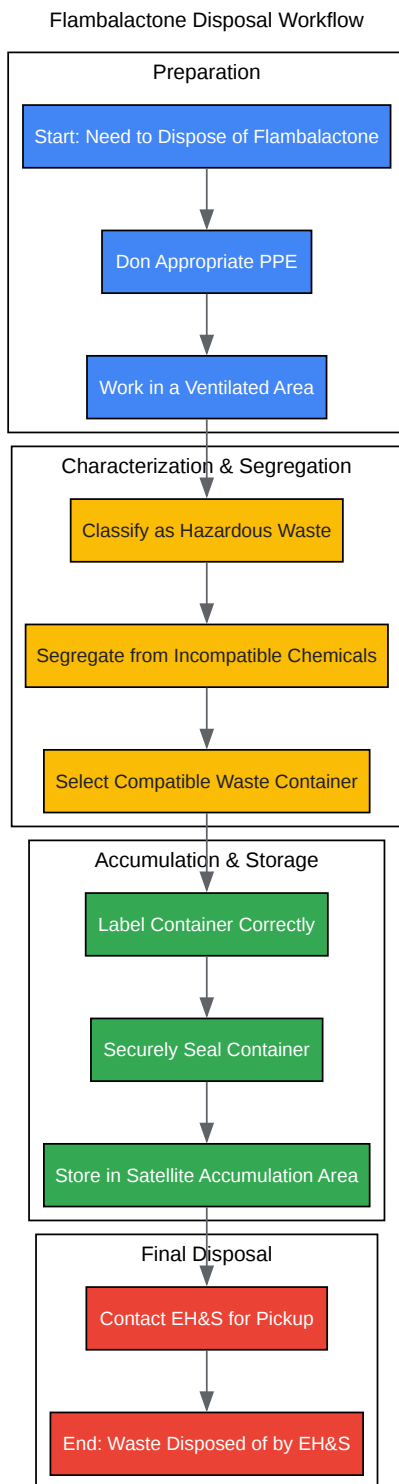 Flambalactone Disposal Workflow
Preparation
Start: Need to Dispose of Flambalactone
Don Appropriate PPE
Work in a Ventilated Area
Characterization & Segregation
Classify as Hazardous Waste
Segregate from Incompatible Chemicals
Select Compatible Waste Container
Accumulation & Storage
Label Container Correctly
Securely Seal Container
Store in Satellite Accumulation Area
Final Disposal
Contact EH&S for Pickup
End: Waste Disposed of by EH&S